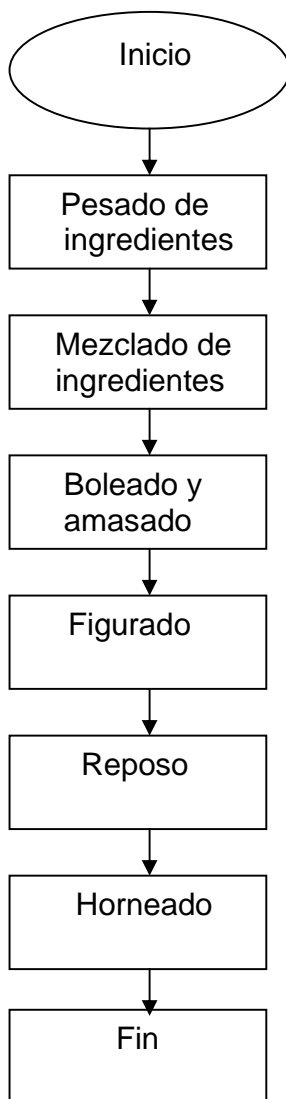 Inicio
Pesado de
ingredientes
Mezclado de
ingredientes
Boleado y
amasado
Figurado
Reposo
Horneado
Fin